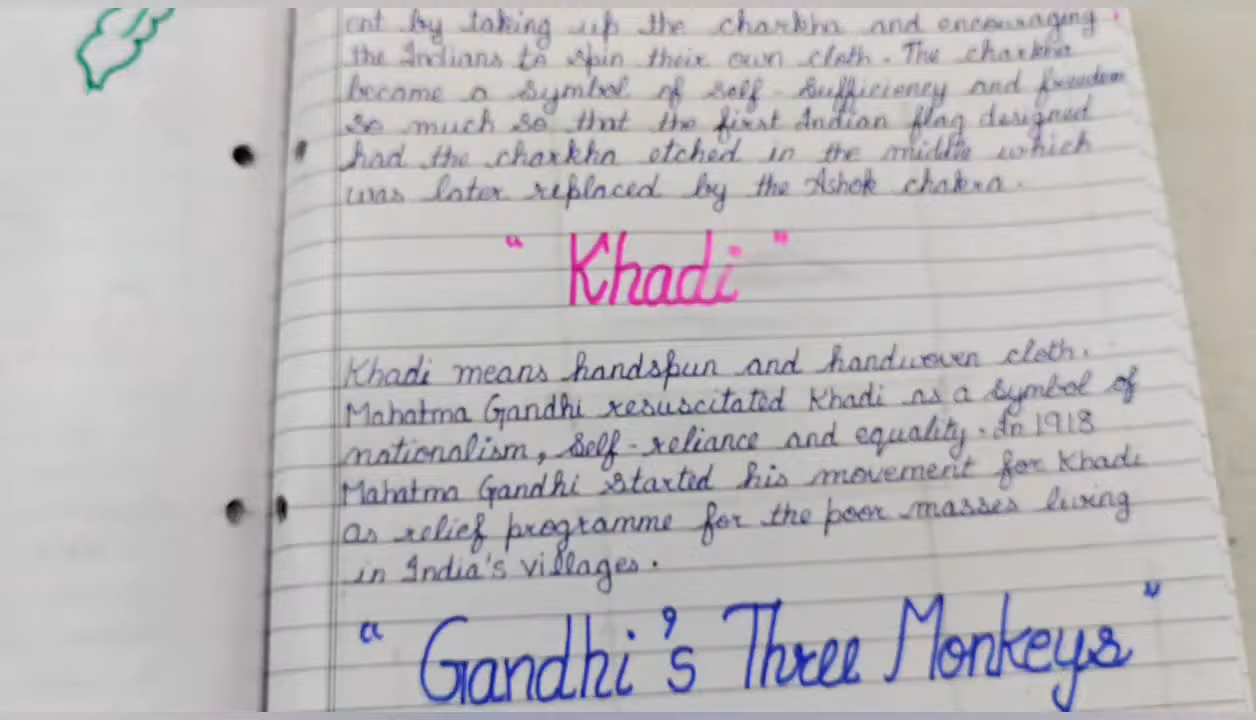 ent by taking up the charkha and encouraging
the Indians to spin their own cloth. The charkha
became a symbol of self-sufficiency and freedom
so much so that the first Indian flag designed
had the charkha etched in the middle which
was later replaced by the Ashok chakra.
"Khadi"
Khadi means handspun and handwoven cloth.
Mahatma Gandhi resuscitated Khadi as a symbol of
nationalism, self-reliance and equality. In 1918
Mahatma Gandhi started his movement for Khadi
as relief programme for the poor masses living
in India's villages.
"Gandhi's Three Monkeys"